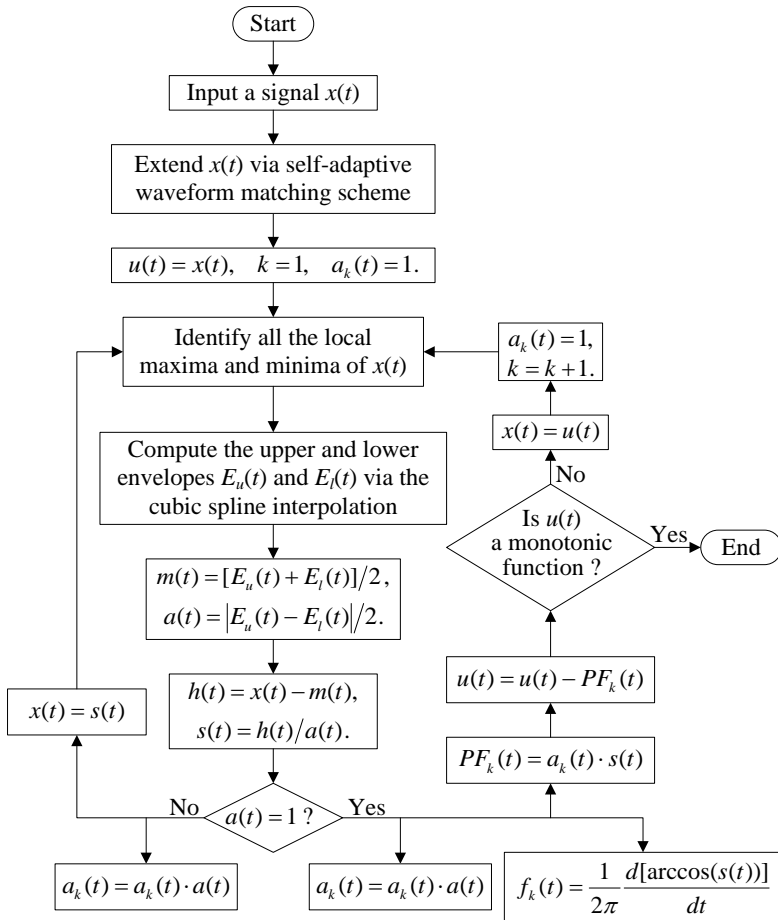 Start
Input a signal x(t)
Extend x(t) via self-adaptive
waveform matching scheme
u(t) = x(t), k = 1, a_k(t) = 1.
Identify all the local
maxima and minima of x(t)
a_k(t) = 1,
k = k + 1.
x(t) = u(t)
Compute the upper and lower
envelopes E_u(t) and E_l(t) via the
cubic spline interpolation
No
Is u(t)
a monotonic
function ?
Yes
End
m(t) = [E_u(t) + E_l(t)]/2,
a(t) = |E_u(t) − E_l(t)|/2.
u(t) = u(t) − PF_k(t)
x(t) = s(t)
h(t) = x(t) − m(t),
s(t) = h(t)/a(t).
PF_k(t) = a_k(t) · s(t)
No
a(t) = 1 ?
Yes
a_k(t) = a_k(t) · a(t)
a_k(t) = a_k(t) · a(t)
f_k(t) = 1/2π d[arccos(s(t))]/dt